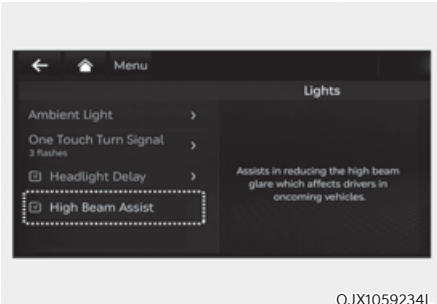 Menu
Lights
Ambient Light
One Touch Turn Signal
3 flashes
Headlight Delay
High Beam Assist
Assists in reducing the high beam
glare which affects drivers in
oncoming vehicles.
OJX1059234L